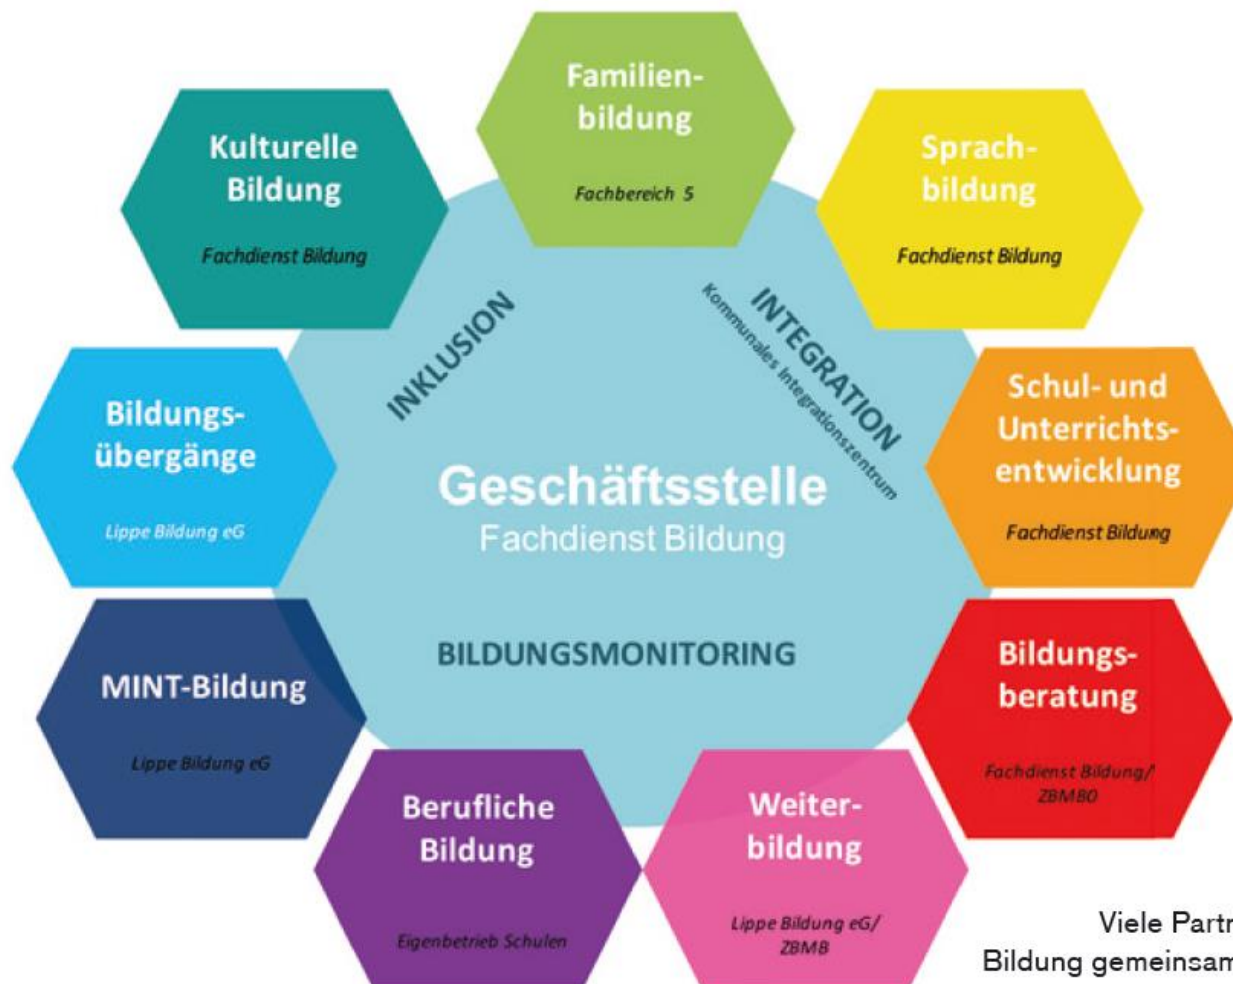 Familien-
bildung
Fachbereich 5
Kulturelle
Bildung
Fachdienst Bildung
Sprach-
bildung
Fachdienst Bildung
INKLUSION
INTEGRATION
Kommunales Integrationszentrum
Bildungs-
übergänge
Lippe Bildung eG
Schul- und
Unterrichts-
entwicklung
Fachdienst Bildung
Geschäftsstelle
Fachdienst Bildung
BILDUNGSMONITORING
MINT-Bildung
Lippe Bildung eG
Bildungs-
beratung
Fachdienst Bildung/
ZBMBO
Berufliche
Bildung
Eigenbetrieb Schulen
Weiter-
bildung
Lippe Bildung eG/
ZBMB
Viele Partn
Bildung gemeinsam